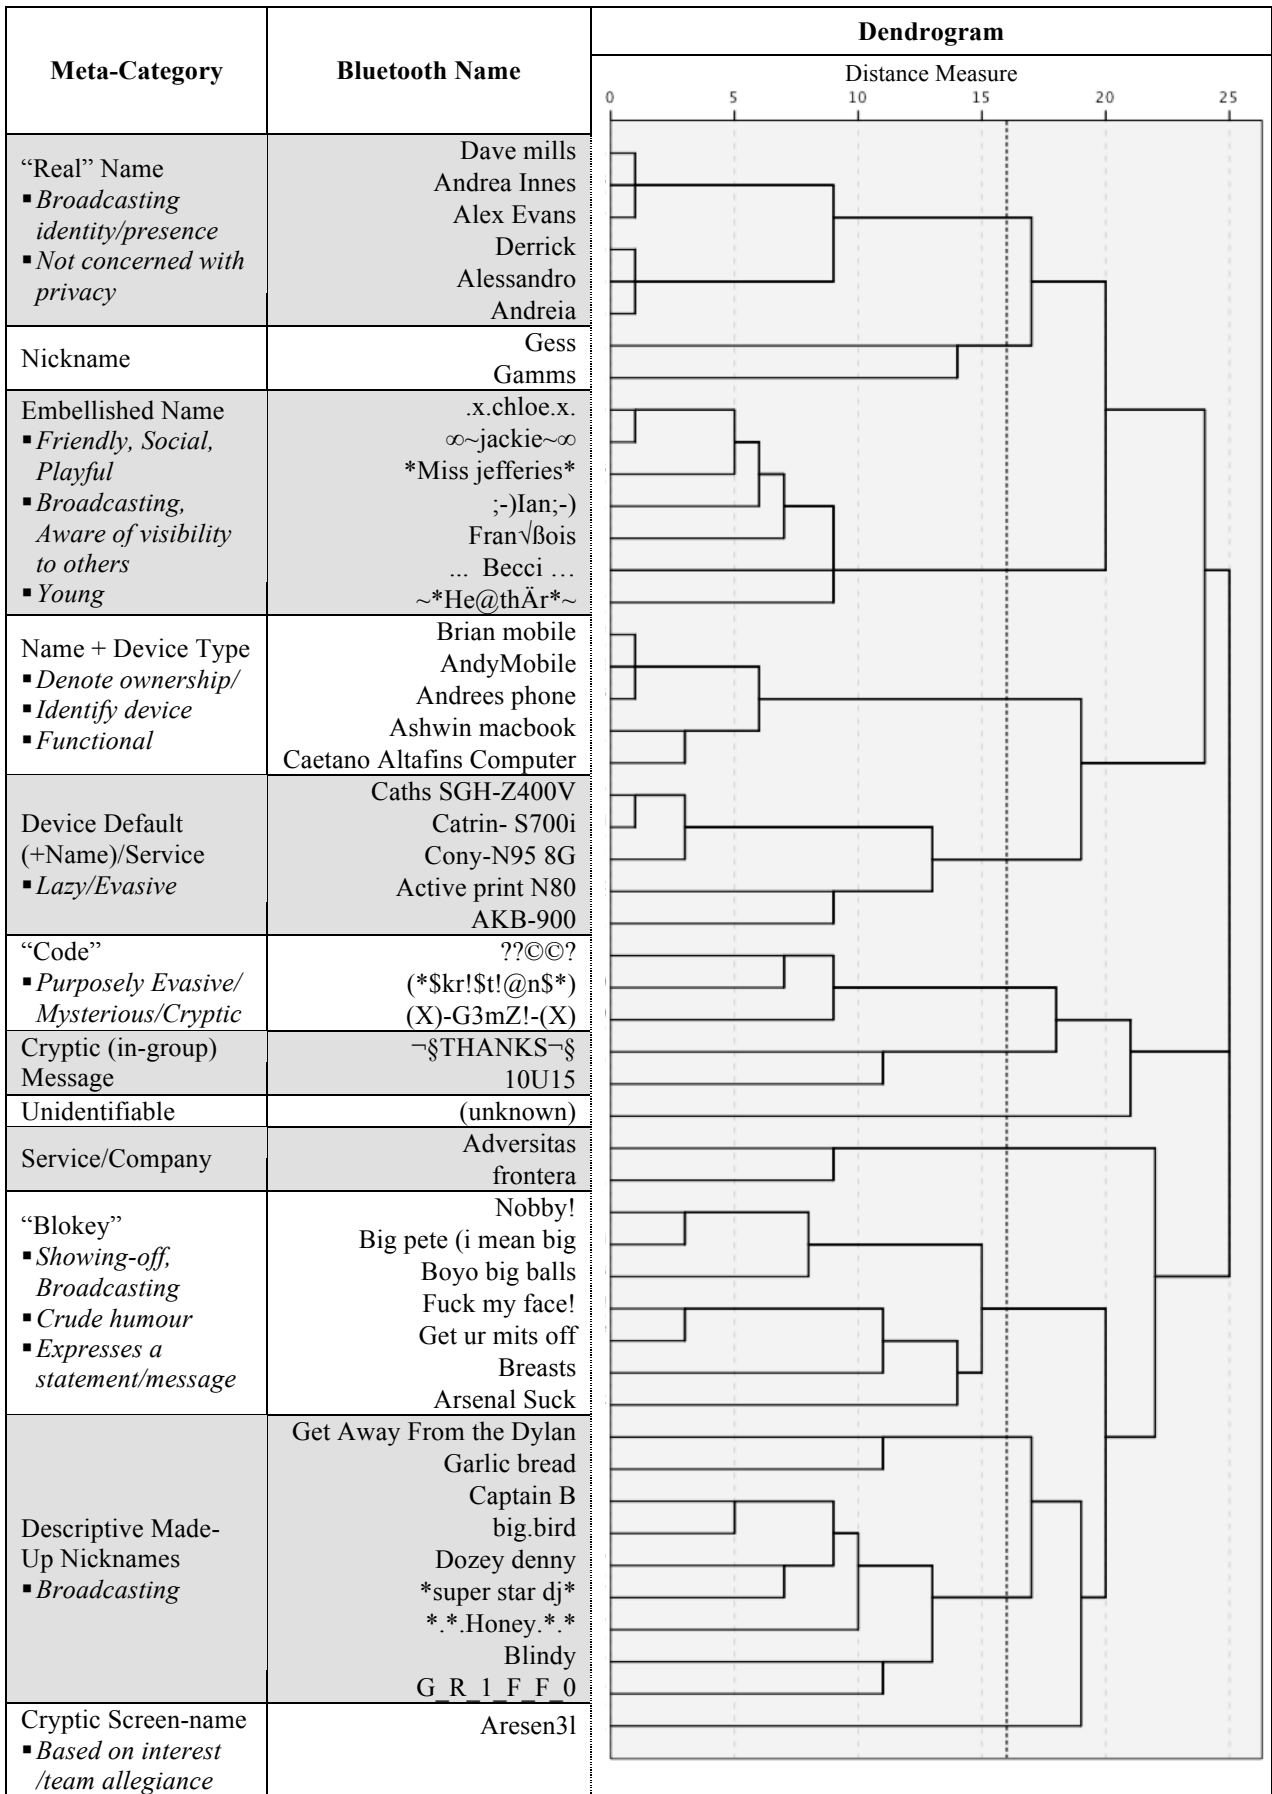 Meta-Category
Bluetooth Name
Dendrogram
Distance Measure
0 5 10 15 20 25
“Real” Name
▪ Broadcasting
identity/presence
▪ Not concerned with
privacy
Dave mills
Andrea Innes
Alex Evans
Derrick
Alessandro
Andreia
Nickname
Gess
Gamms
Embellished Name
▪ Friendly, Social,
Playful
▪ Broadcasting,
Aware of visibility
to others
▪ Young
.x.chloe.x.
∞~jackie~∞
*Miss jefferies*
;-)Ian;-)
Fran√ßois
... Becci …
~*He@thÄr*~
Name + Device Type
▪ Denote ownership/
▪ Identify device
▪ Functional
Brian mobile
AndyMobile
Andrees phone
Ashwin macbook
Caetano Altafins Computer
Device Default
(+Name)/Service
▪ Lazy/Evasive
Caths SGH-Z400V
Catrin- S700i
Cony-N95 8G
Active print N80
AKB-900
“Code”
▪ Purposely Evasive/
Mysterious/Cryptic
??©©?
(*$kr!$t!@n$*)
(X)-G3mZ!-(X)
Cryptic (in-group)
Message
¬§THANKS¬§
10U15
Unidentifiable
(unknown)
Service/Company
Adversitas
frontera
“Blokey”
▪ Showing-off,
Broadcasting
▪ Crude humour
▪ Expresses a
statement/message
Nobby!
Big pete (i mean big
Boyo big balls
Fuck my face!
Get ur mits off
Breasts
Arsenal Suck
Descriptive Made-
Up Nicknames
▪ Broadcasting
Get Away From the Dylan
Garlic bread
Captain B
big.bird
Dozey denny
*super star dj*
*.*.Honey.*.*
Blindy
G_R_1_F_F_0
Cryptic Screen-name
▪ Based on interest
/team allegiance
Aresen3l